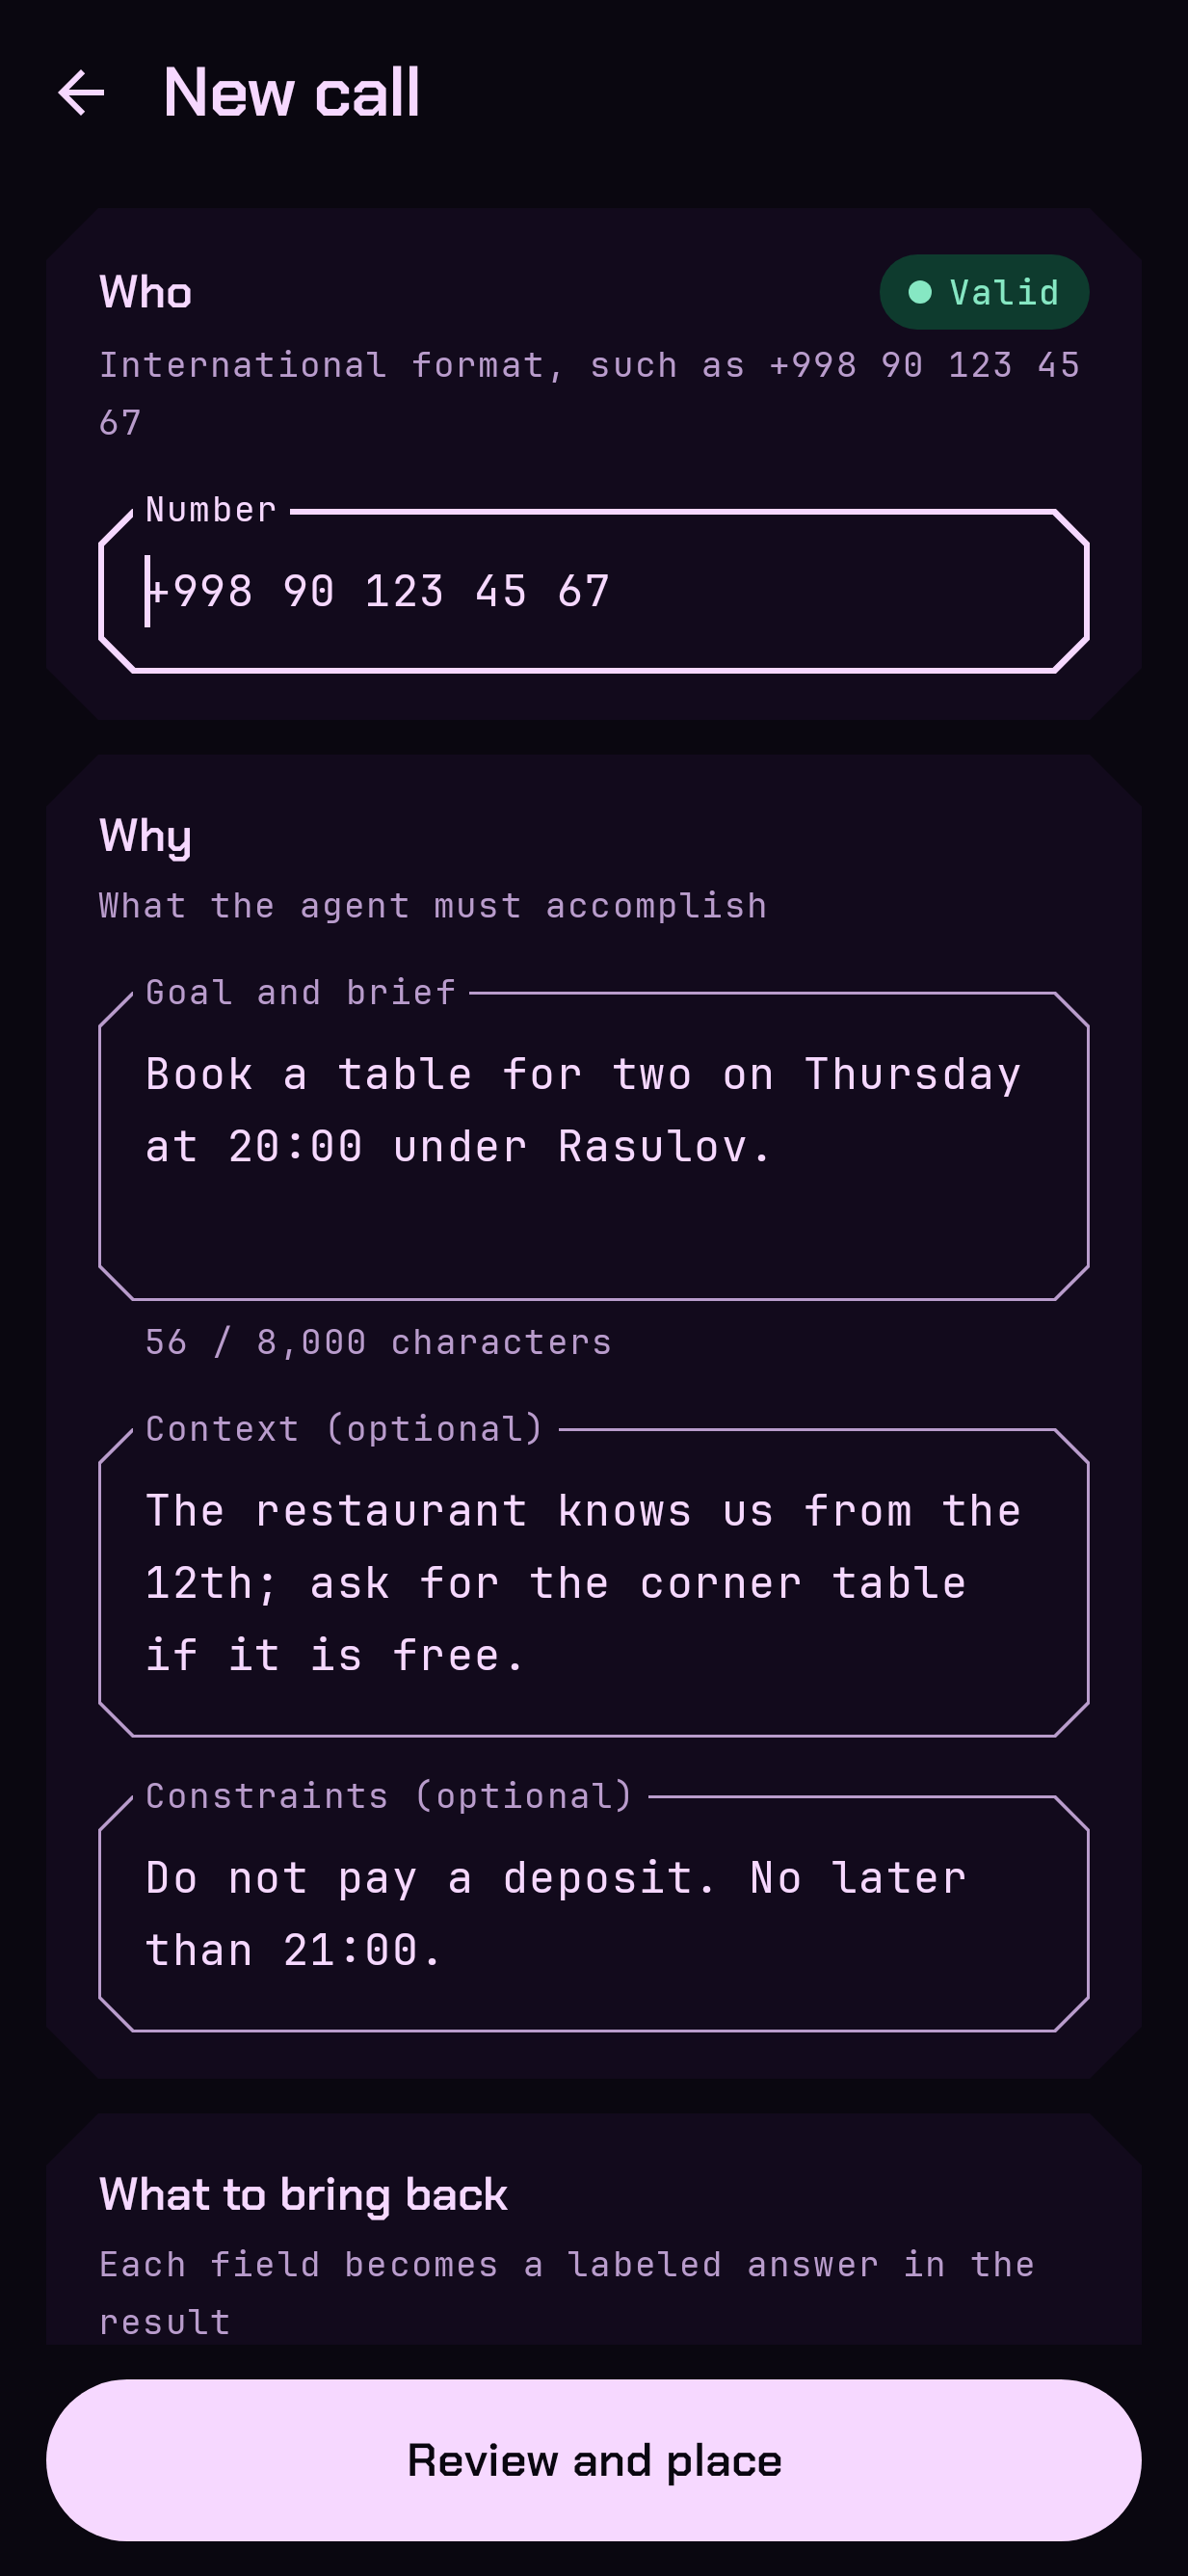 New call
Who
Valid
International format, such as +998 90 123 45
67
Number
+998 90 123 45 67
Why
What the agent must accomplish
Goal and brief
Book a table for two on Thursday
at 20:00 under Rasulov.
56 / 8,000 characters
Context (optional)
The restaurant knows us from the
12th; ask for the corner table
if it is free.
Constraints (optional)
Do not pay a deposit. No later
than 21:00.
What to bring back
Each field becomes a labeled answer in the
result
Review and place